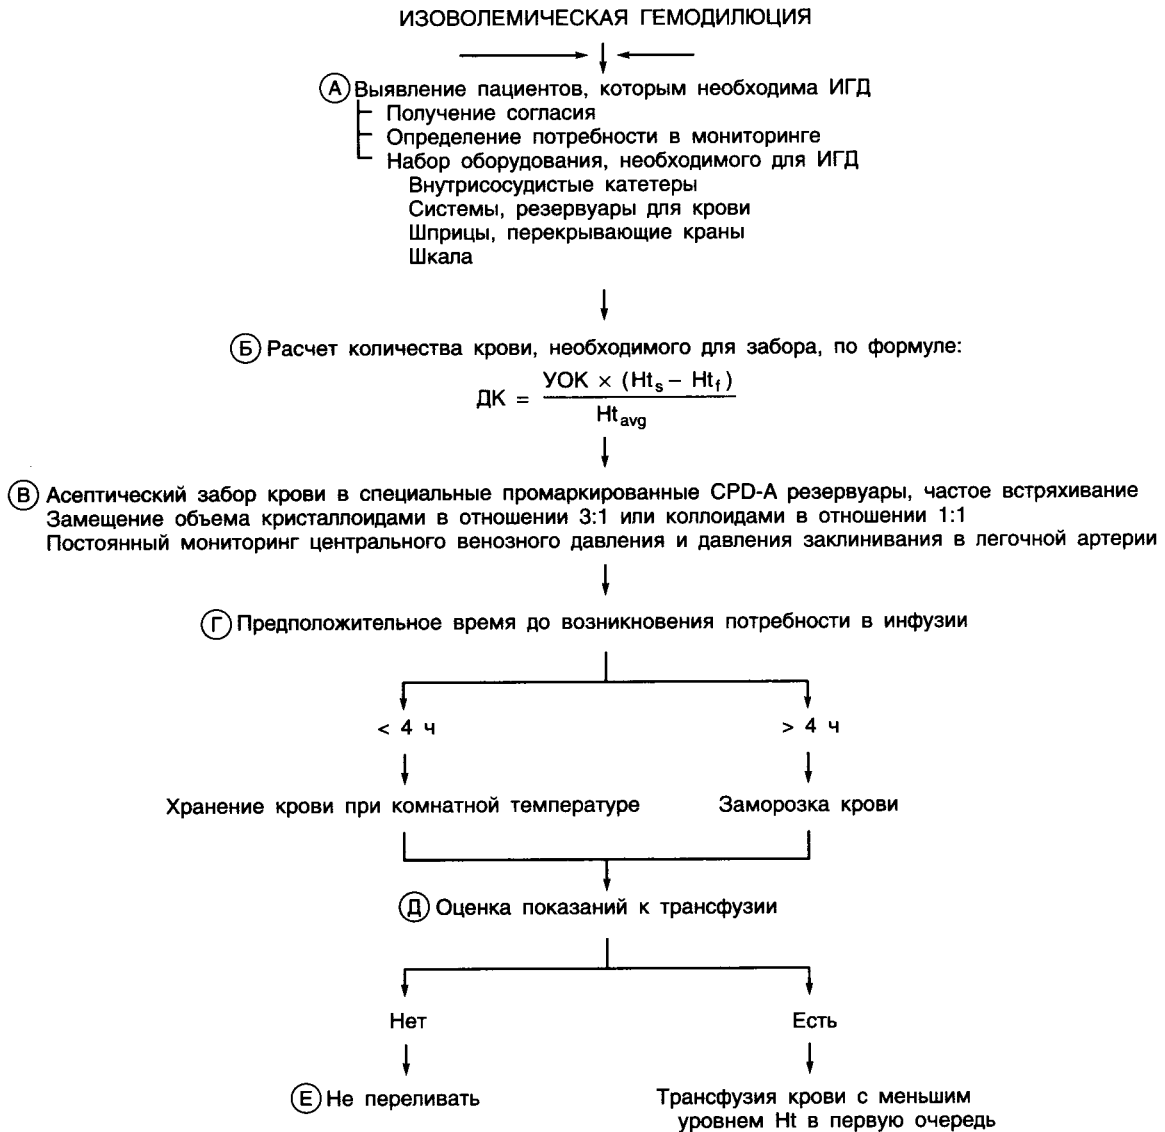 ИЗОВОЛЕМИЧЕСКАЯ ГЕМОДИЛЮЦИЯ
А Выявление пациентов, которым необходима ИГД
Получение согласия
Определение потребности в мониторинге
Набор оборудования, необходимого для ИГД
Внутрисосудистые катетеры
Системы, резервуары для крови
Шприцы, перекрывающие краны
Шкала
Б Расчет количества крови, необходимого для забора, по формуле:
ДК = УОК × (Ht_s – Ht_f) / Ht_avg
В Асептический забор крови в специальные промаркированные CPD-A резервуары, частое встряхивание
Замещение объема кристаллоидами в отношении 3:1 или коллоидами в отношении 1:1
Постоянный мониторинг центрального венозного давления и давления заклинивания в легочной артерии
Г Предположительное время до возникновения потребности в инфузии
< 4 ч > 4 ч
Хранение крови при комнатной температуре Заморозка крови
Д Оценка показаний к трансфузии
Нет Есть
Е Не переливать Трансфузия крови с меньшим
уровнем Ht в первую очередь